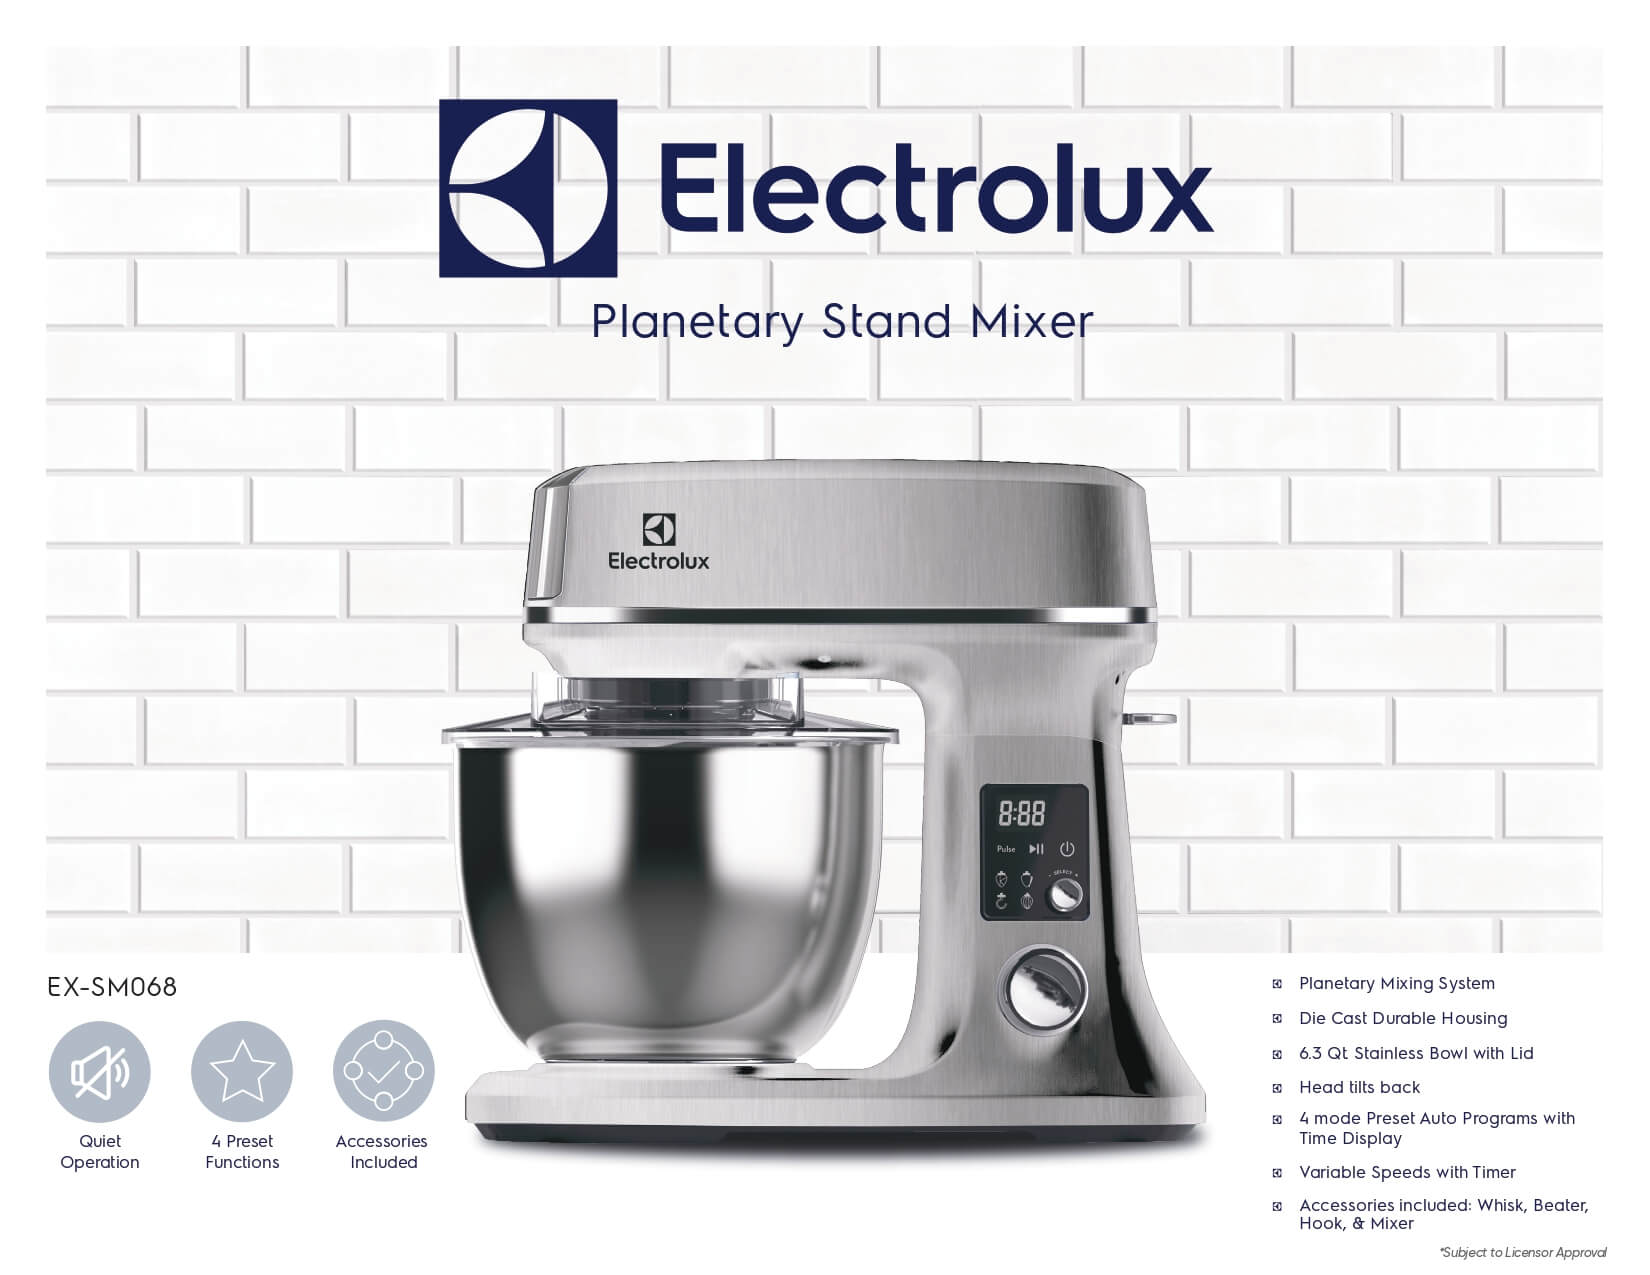 Electrolux
Planetary Stand Mixer
Electrolux
8:88
Pulse
- SELECT +
EX-SM068
Quiet
Operation
4 Preset
Functions
Accessories
Included
Planetary Mixing System
Die Cast Durable Housing
6.3 Qt Stainless Bowl with Lid
Head tilts back
4 mode Preset Auto Programs with
Time Display
Variable Speeds with Timer
Accessories included: Whisk, Beater,
Hook, & Mixer
*Subject to Licensor Approval